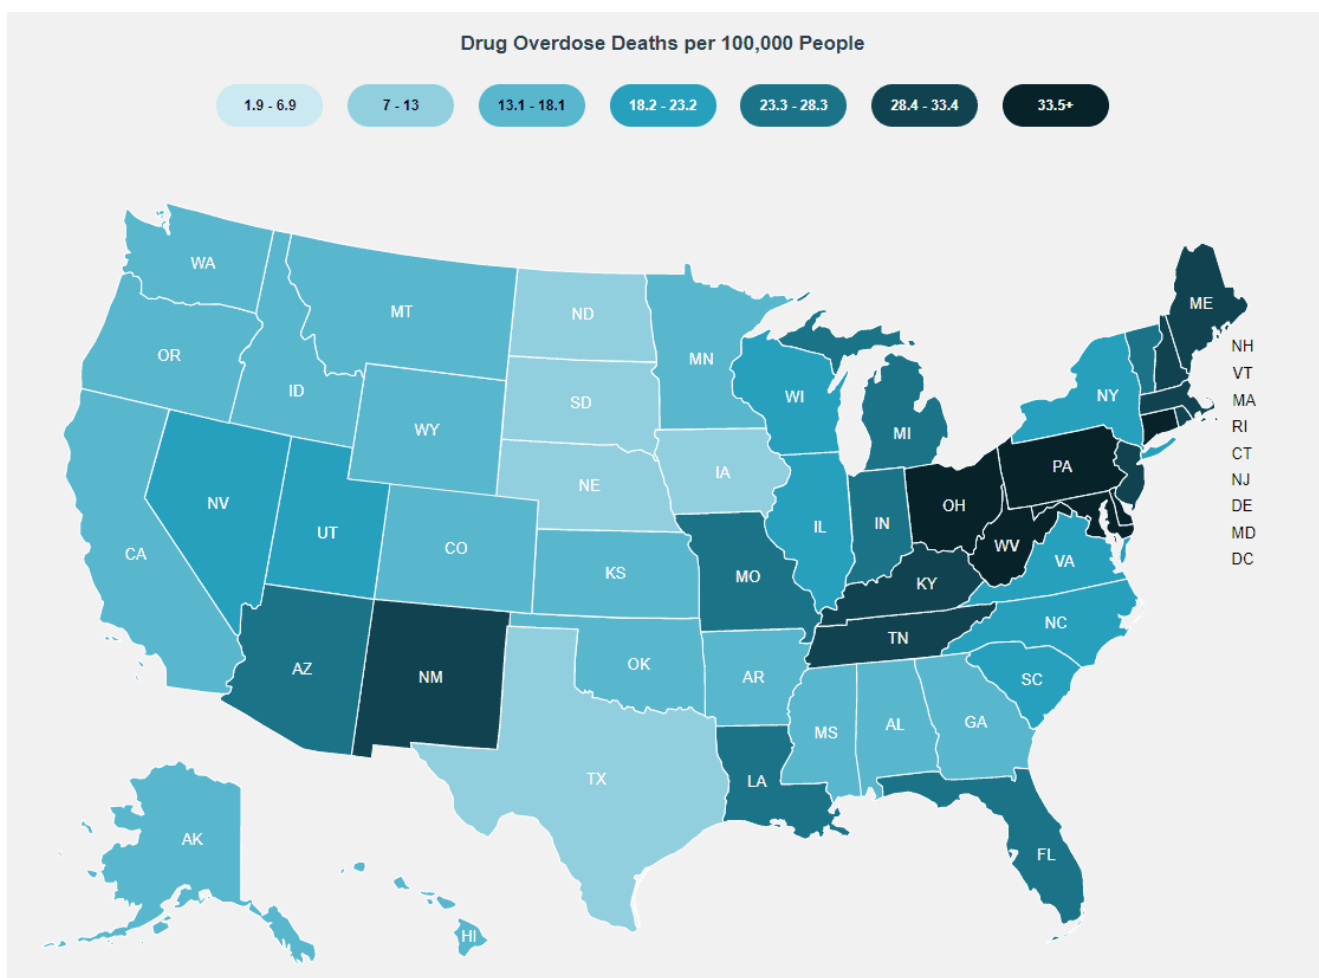 Drug Overdose Deaths per 100,000 People
1.9 - 6.9 7 - 13 13.1 - 18.1 18.2 - 23.2 23.3 - 28.3 28.4 - 33.4 33.5+
WA
MT
ND
MN
ME
OR
ID
SD
WI
NY
NH
VT
MA
RI
CT
NJ
DE
MD
DC
WY
MI
IA
NE
PA
NV
UT
CO
IL
IN
OH
WV
VA
CA
KS
MO
KY
NC
TN
AZ
NM
OK
AR
SC
MS
AL
GA
TX
LA
FL
AK
HI